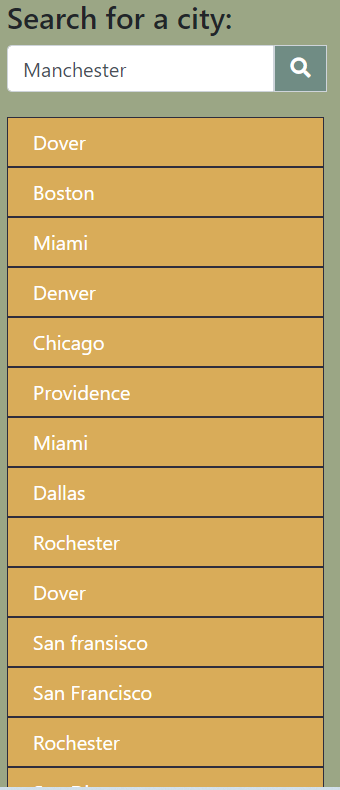 Search for a city:
Manchester
Dover
Boston
Miami
Denver
Chicago
Providence
Miami
Dallas
Rochester
Dover
San fransisco
San Francisco
Rochester